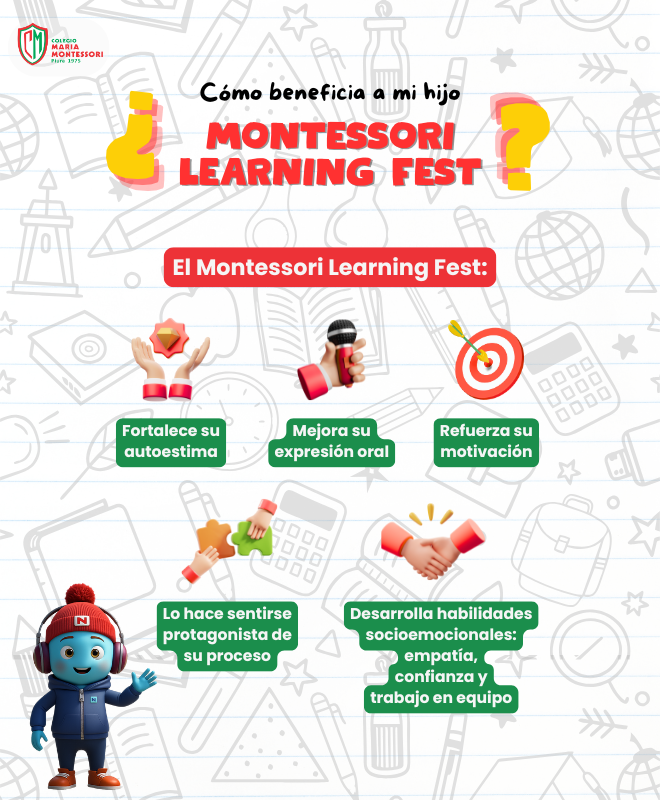 COLEGIO
MARIA
MONTESSORI
Piura 1975
Cómo beneficia a mi hijo
¿ MONTESSORI
LEARNING FEST ?
El Montessori Learning Fest:
Fortalece su
autoestima
Mejora su
expresión oral
Refuerza su
motivación
Lo hace sentirse
protagonista de
su proceso
Desarrolla habilidades
socioemocionales:
empatía,
confianza y
trabajo en equipo
N